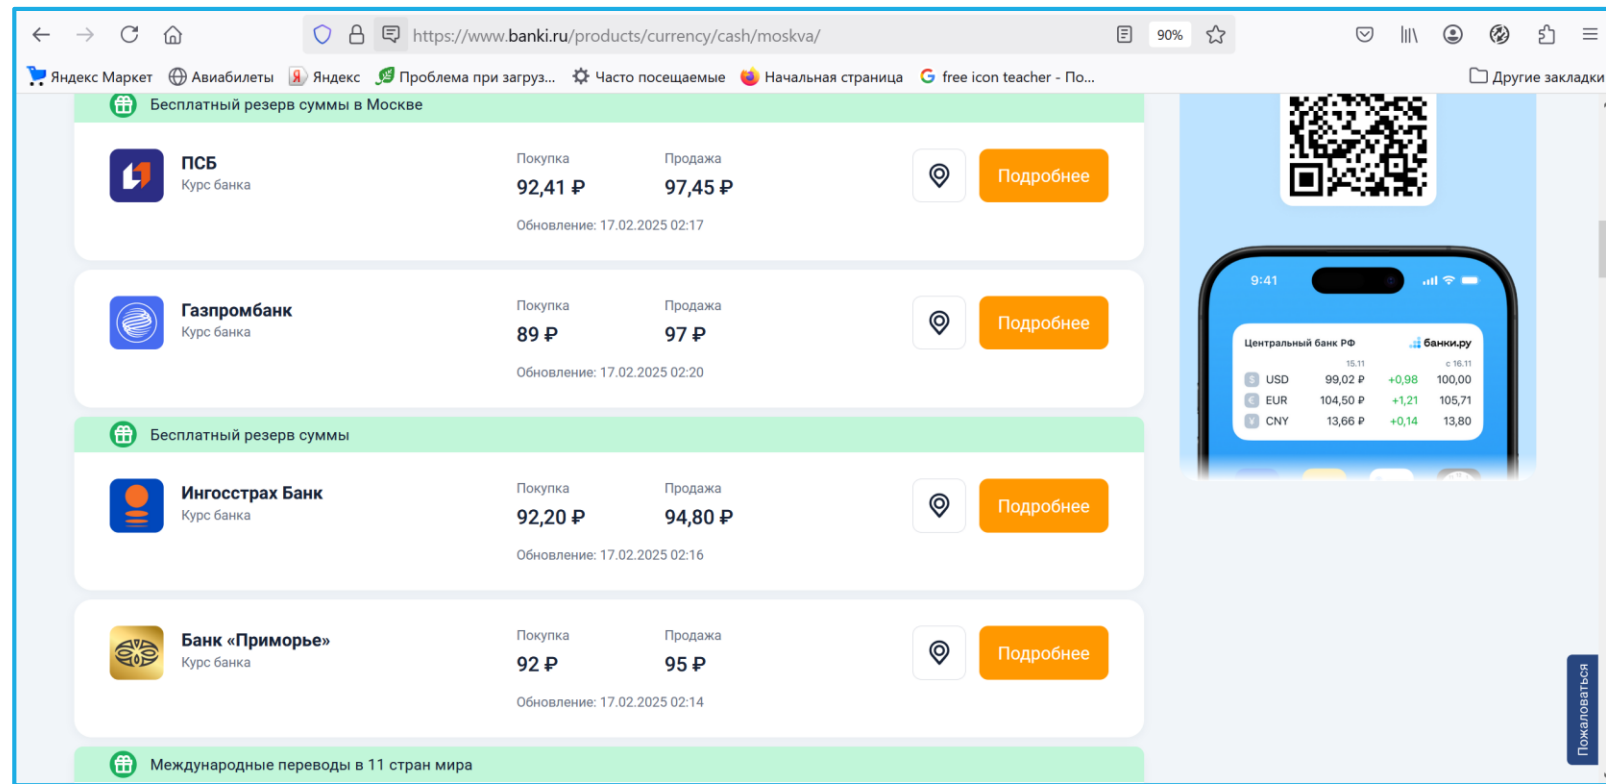 https://www.banki.ru/products/currency/cash/moskva/
90%
Яндекс Маркет Авиабилеты Яндекс Проблема при загруз... Часто посещаемые Начальная страница free icon teacher - По... Другие закладки
Бесплатный резерв суммы в Москве
ПСБ
Курс банка
Покупка Продажа
92,41 ₽ 97,45 ₽
Подробнее
Обновление: 17.02.2025 02:17
Газпромбанк
Курс банка
Покупка Продажа
89 ₽ 97 ₽
Подробнее
Обновление: 17.02.2025 02:20
Бесплатный резерв суммы
Ингосстрах Банк
Курс банка
Покупка Продажа
92,20 ₽ 94,80 ₽
Подробнее
Обновление: 17.02.2025 02:16
Банк «Приморье»
Курс банка
Покупка Продажа
92 ₽ 95 ₽
Подробнее
Обновление: 17.02.2025 02:14
Международные переводы в 11 стран мира
9:41
Центральный банк РФ банки.ру
15.11 с 16.11
$ USD 99,02 ₽ +0,98 100,00
€ EUR 104,50 ₽ +1,21 105,71
¥ CNY 13,66 ₽ +0,14 13,80
Пожаловаться